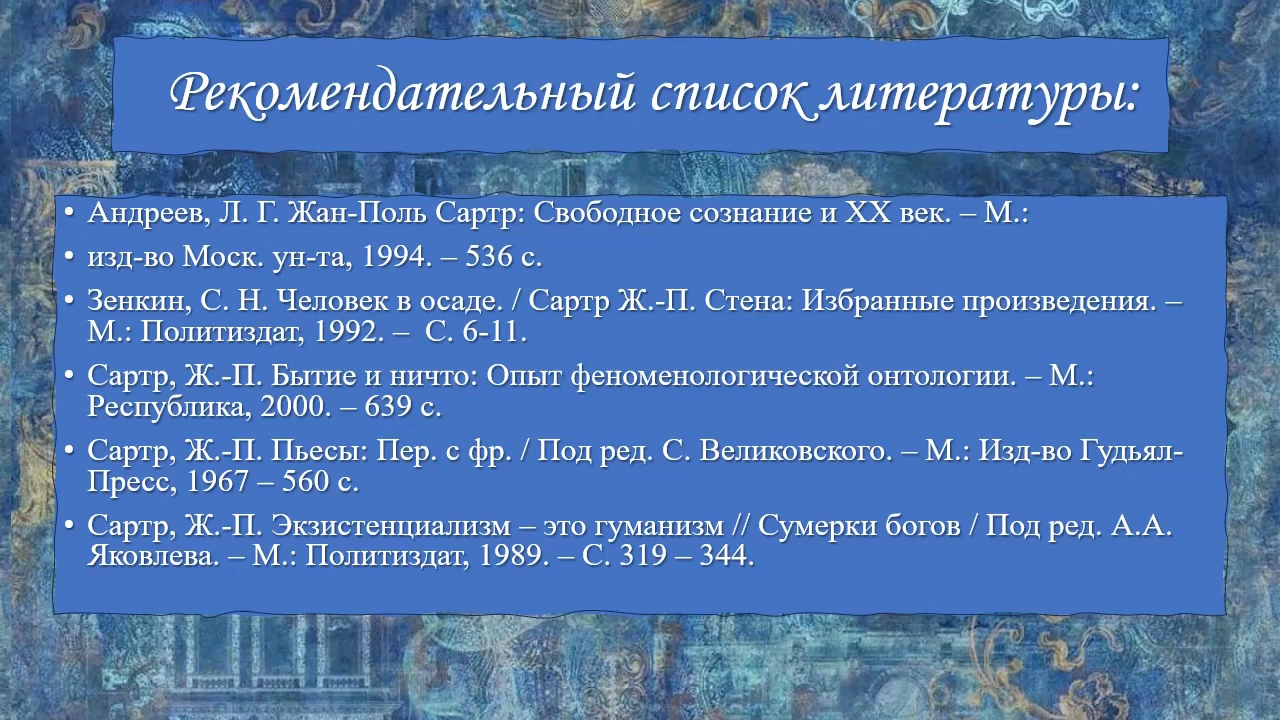 Рекомендательный список литературы:
• Андреев, Л. Г. Жан-Поль Сартр: Свободное сознание и XX век. – М.:
• изд-во Моск. ун-та, 1994. – 536 с.
• Зенкин, С. Н. Человек в осаде. / Сартр Ж.-П. Стена: Избранные произведения. –
М.: Политиздат, 1992. – С. 6-11.
• Сартр, Ж.-П. Бытие и ничто: Опыт феноменологической онтологии. – М.:
Республика, 2000. – 639 с.
• Сартр, Ж.-П. Пьесы: Пер. с фр. / Под ред. С. Великовского. – М.: Изд-во Гудьял-
Пресс, 1967 – 560 с.
• Сартр, Ж.-П. Экзистенциализм – это гуманизм // Сумерки богов / Под ред. А.А.
Яковлева. – М.: Политиздат, 1989. – С. 319 – 344.